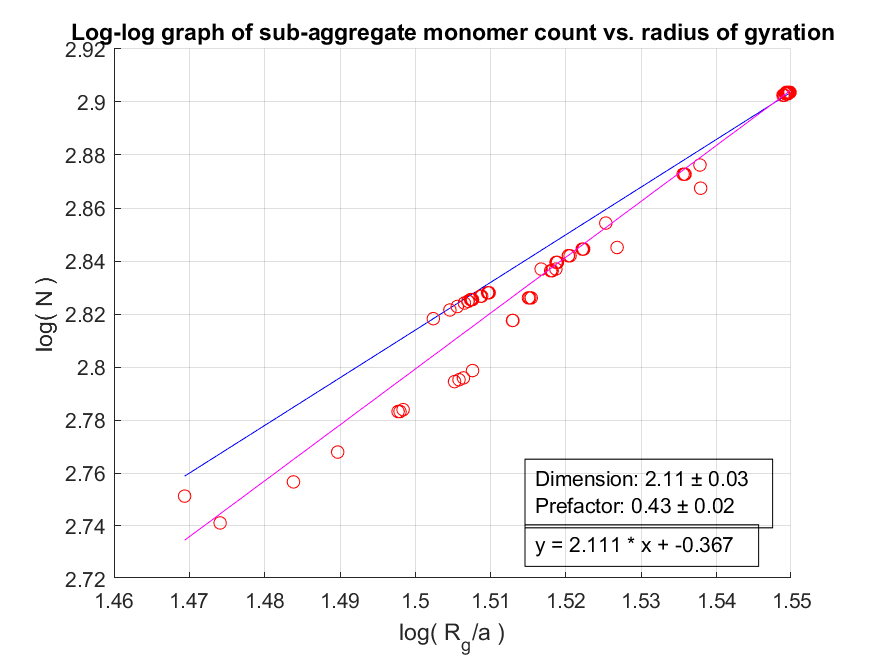 Log-log graph of sub-aggregate monomer count vs. radius of gyration
2.92
2.9
2.88
2.86
2.84
2.82
2.8
2.78
2.76
2.74
2.72
log( N )
Dimension: 2.11 ± 0.03
Prefactor: 0.43 ± 0.02
y = 2.111 * x + -0.367
1.46 1.47 1.48 1.49 1.5 1.51 1.52 1.53 1.54 1.55
log( Rg/a )